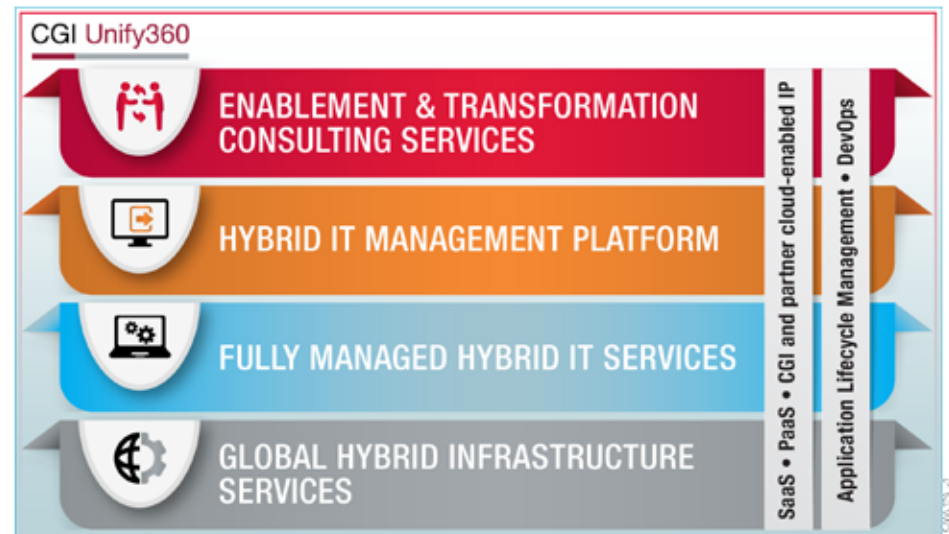 CGI Unify360
ENABLEMENT & TRANSFORMATION
CONSULTING SERVICES
HYBRID IT MANAGEMENT PLATFORM
FULLY MANAGED HYBRID IT SERVICES
GLOBAL HYBRID INFRASTRUCTURE
SERVICES
SaaS • PaaS • CGI and partner cloud-enabled IP
Application Lifecycle Management • DevOps